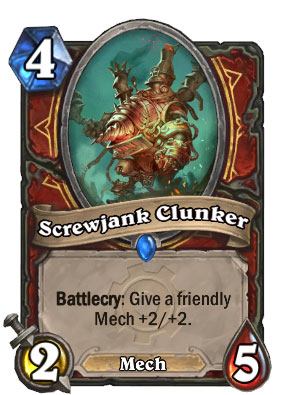 4
Screwjank Clunker
Battlecry: Give a friendly
Mech +2/+2.
2
Mech
5